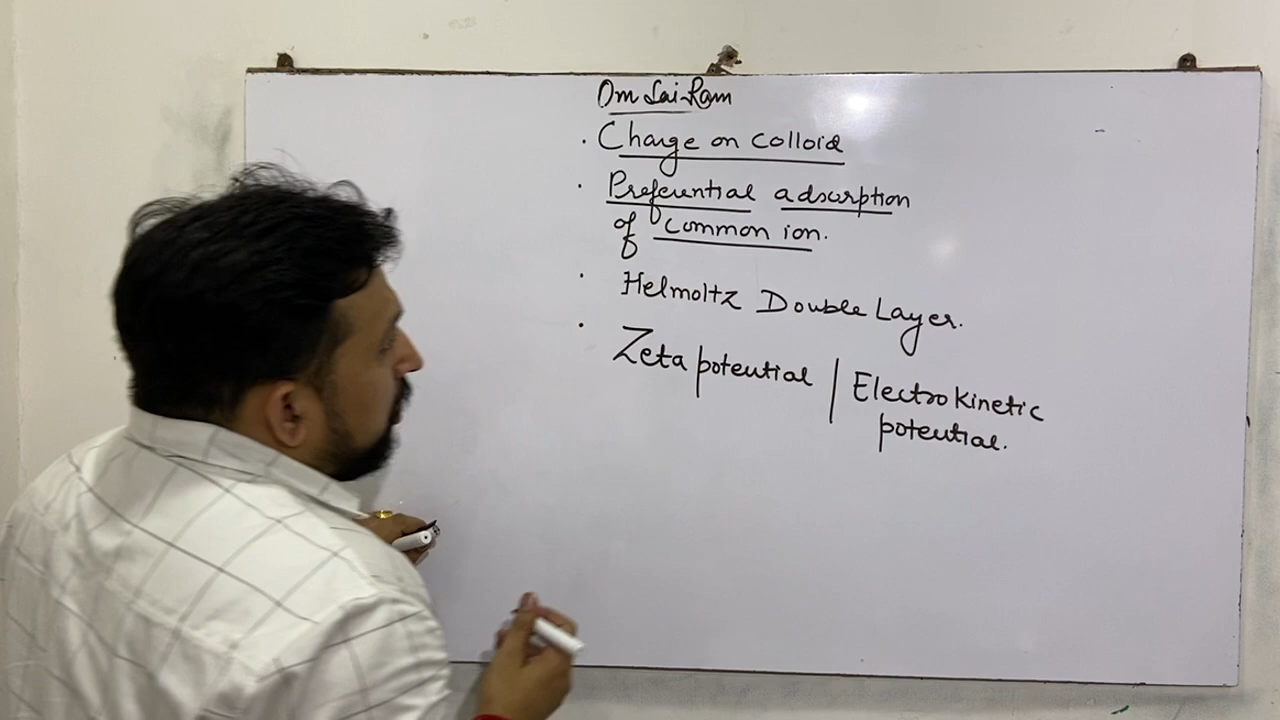 Om Sai Ram
. Charge on colloid
. Preferential adsorption
of common ion.
. Helmoltz Double Layer.
. Zeta potential | Electrokinetic
potential.